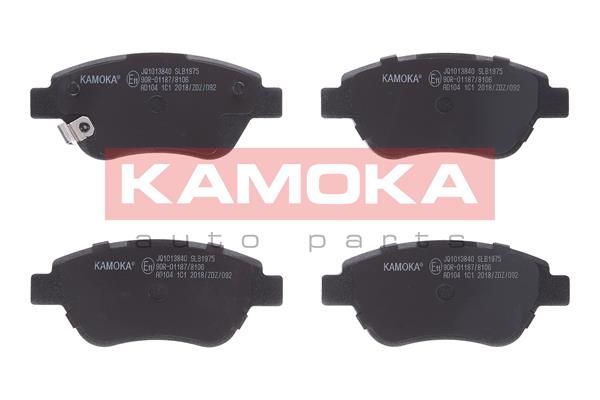 KAMOKA®
E11
JQ1013840 SLB1975
90R-01187/8106
AD104 1C1 2018/ZDZ/092
KAMOKA®
E11
JQ1013840 SLB1975
90R-01187/8106
AD104 1C1 2018/ZDZ/092
KAMOKA
auto parts
KAMOKA®
E11
JQ1013840 SLB1975
90R-01187/8106
AD104 1C1 2018/ZDZ/092
KAMOKA®
E11
JQ1013840 SLB1975
90R-01187/8106
AD104 1C1 2018/ZDZ/092